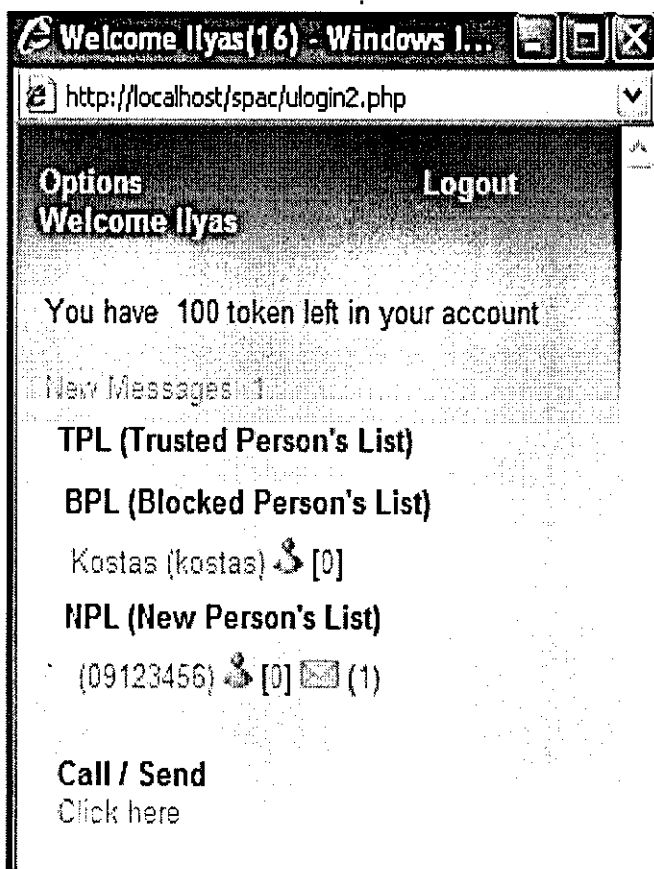 Welcome Ilyas(16) - Windows I...
http://localhost/spac/ulogin2.php
Options Logout
Welcome Ilyas
You have 100 token left in your account
New Messages 1
TPL (Trusted Person's List)
BPL (Blocked Person's List)
Kostas (kostas) [0]
NPL (New Person's List)
(09123456) [0] (1)
Call / Send
Click here